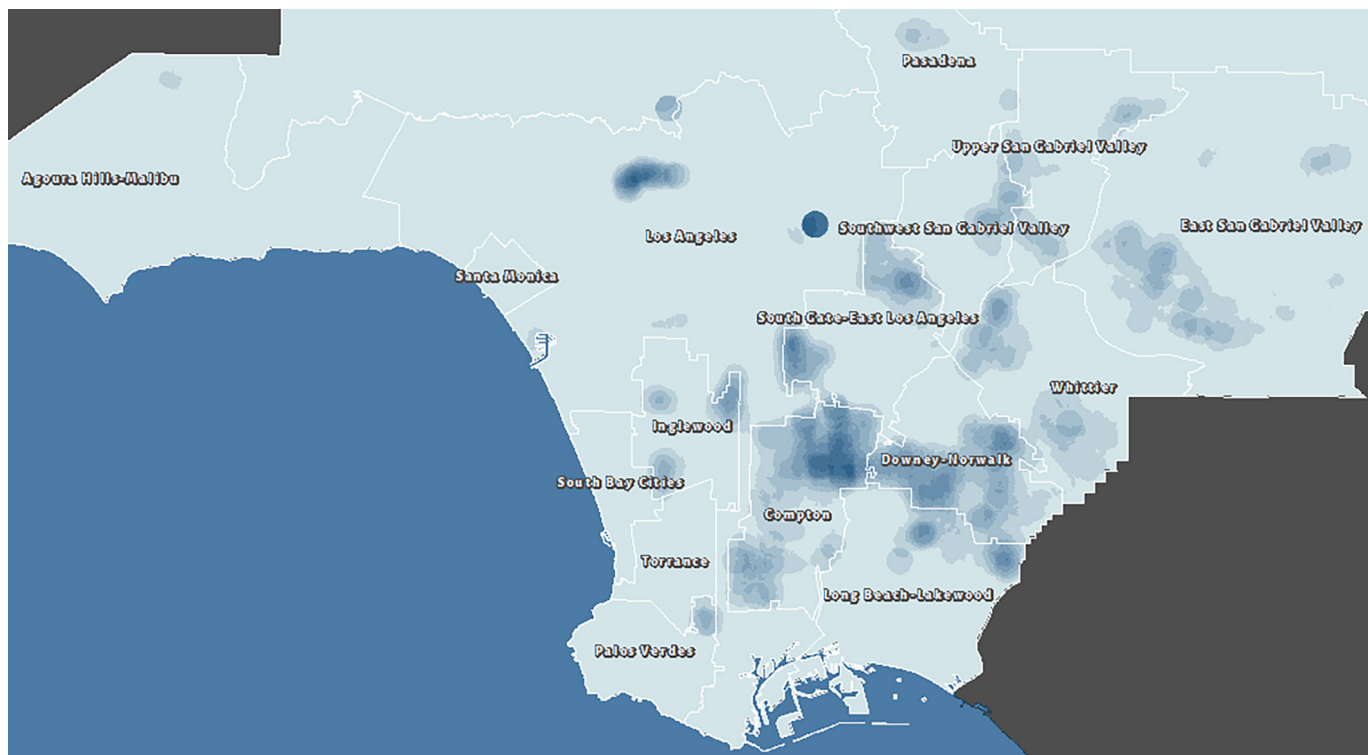 Pasadena
Upper San Gabriel Valley
Agoura Hills-Malibu
Southwest San Gabriel Valley
East San Gabriel Valley
Los Angeles
Santa Monica
South Gate-East Los Angeles
Whittier
Inglewood
Downey-Norwalk
South Bay Cities
Compton
Torrance
Long Beach-Lakewood
Palos Verdes